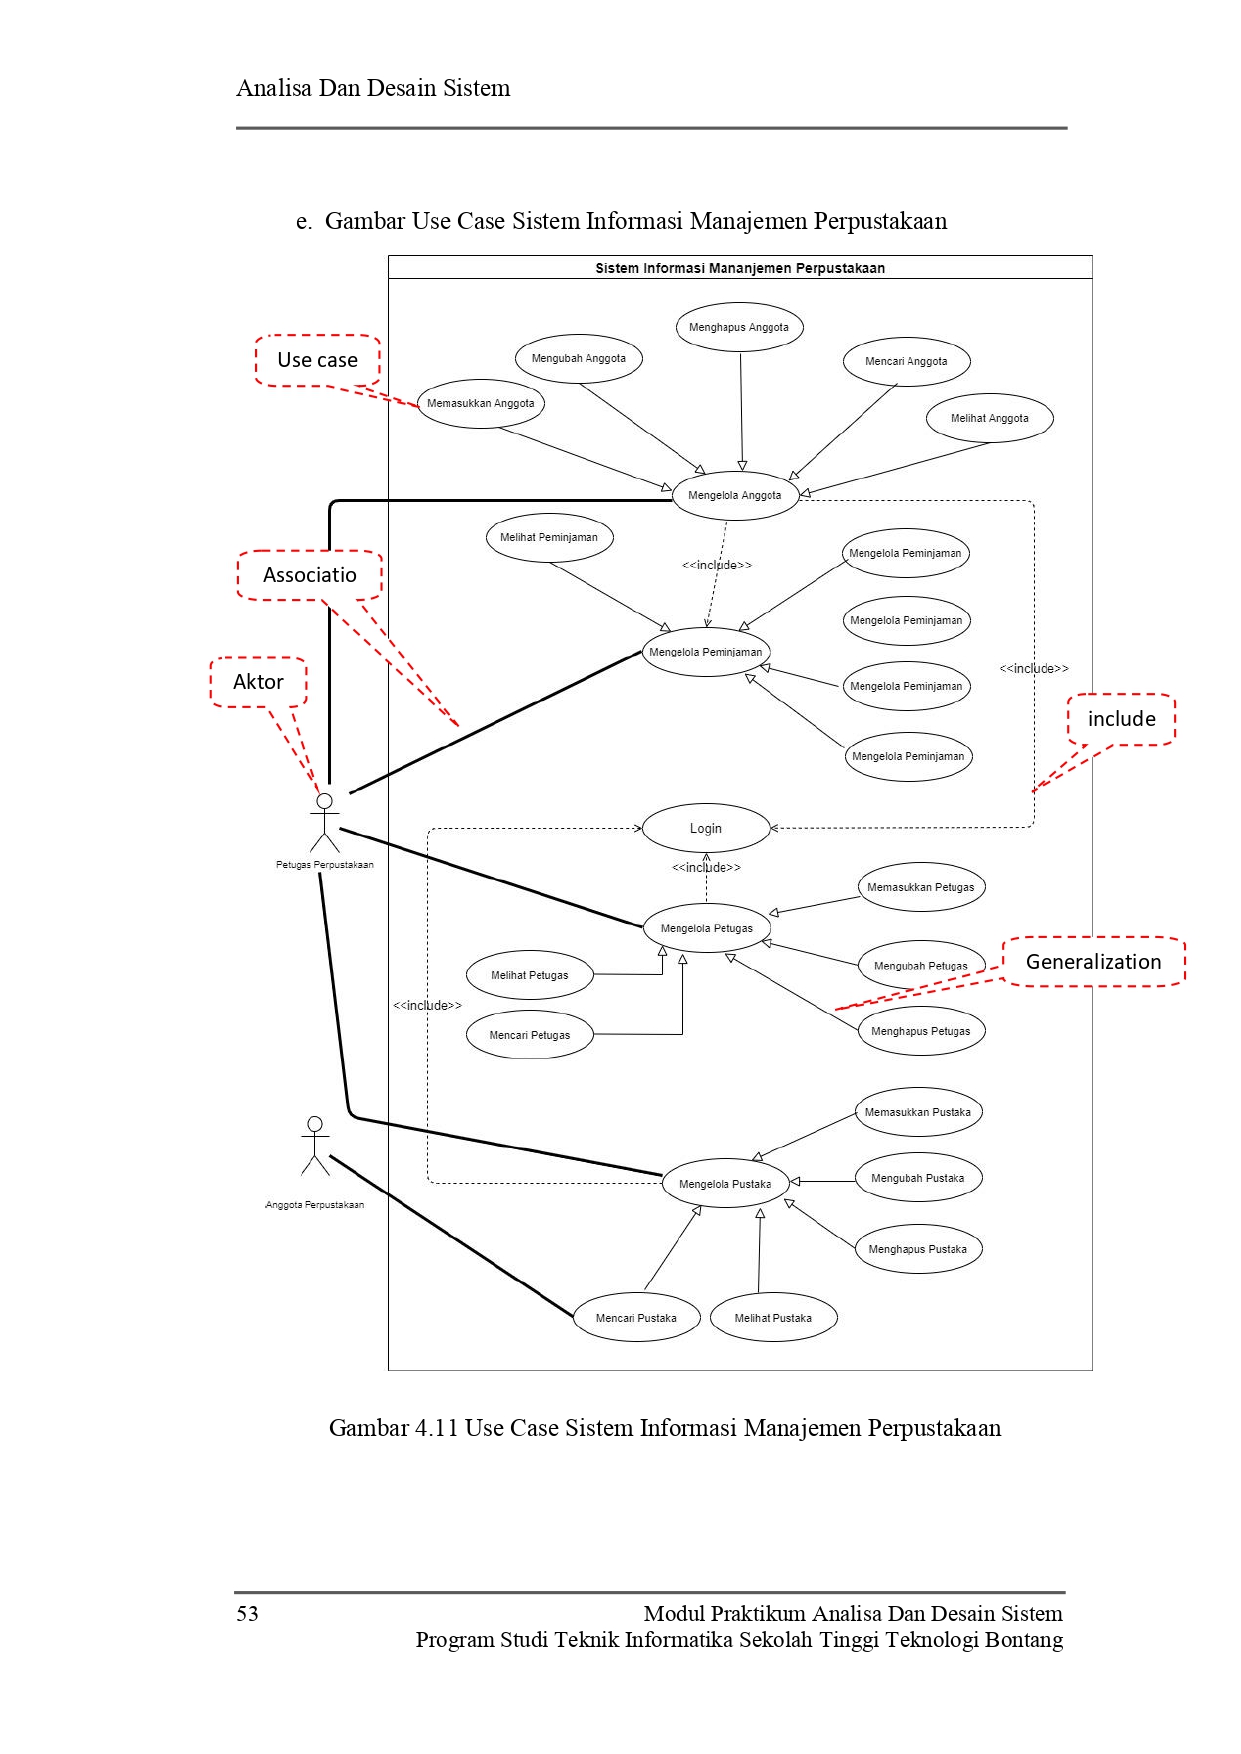 Analisa Dan Desain Sistem
e. Gambar Use Case Sistem Informasi Manajemen Perpustakaan
Sistem Informasi Mananjemen Perpustakaan
Menghapus Anggota
Use case
Mengubah Anggota
Mencari Anggota
Memasukkan Anggota
Melihat Anggota
Mengelola Anggota
Melihat Peminjaman
<<include>>
Mengelola Peminjaman
Associatio
Mengelola Peminjaman
Mengelola Peminjaman
<<include>>
Aktor
Mengelola Peminjaman
include
Mengelola Peminjaman
Login
Petugas Perpustakaan
<<include>>
Memasukkan Petugas
Mengelola Petugas
Generalization
Melihat Petugas
Mengubah Petugas
<<include>>
Mencari Petugas
Menghapus Petugas
Memasukkan Pustaka
Mengelola Pustaka
Mengubah Pustaka
Anggota Perpustakaan
Menghapus Pustaka
Mencari Pustaka
Melihat Pustaka
Gambar 4.11 Use Case Sistem Informasi Manajemen Perpustakaan
53
Modul Praktikum Analisa Dan Desain Sistem
Program Studi Teknik Informatika Sekolah Tinggi Teknologi Bontang